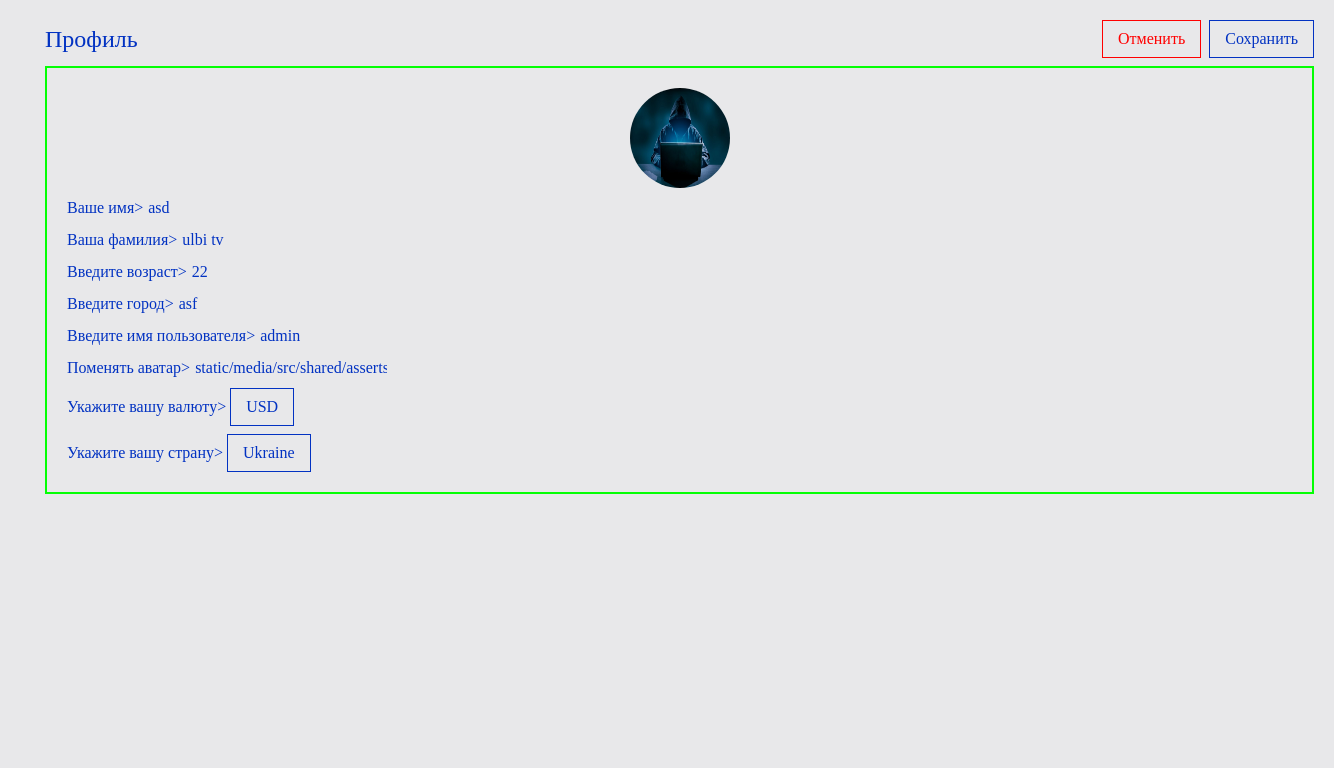 Профиль
Отменить
Сохранить
Ваше имя> asd
Ваша фамилия> ulbi tv
Введите возраст> 22
Введите город> asf
Введите имя пользователя> admin
Поменять аватар> static/media/src/shared/asserts
Укажите вашу валюту> USD
Укажите вашу страну> Ukraine